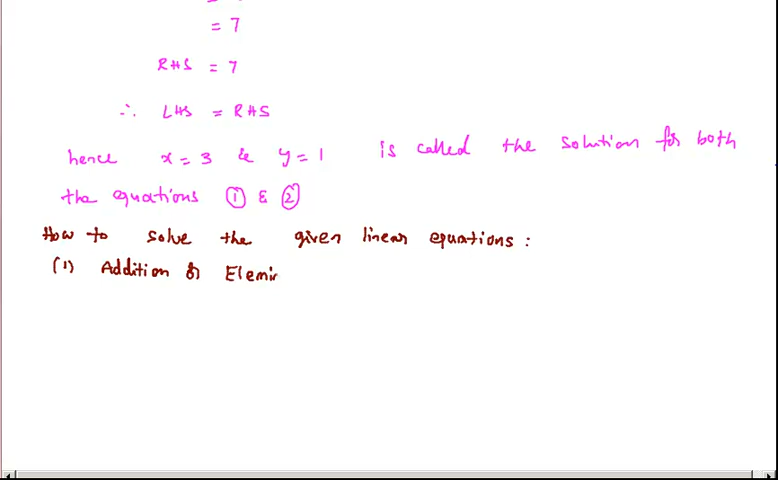 = 7
RHS = 7
∴ LHS = RHS
hence x = 3 & y = 1 is called the solution for both
the equations ① & ②
How to solve the given linear equations :
(1) Addition or Elemin